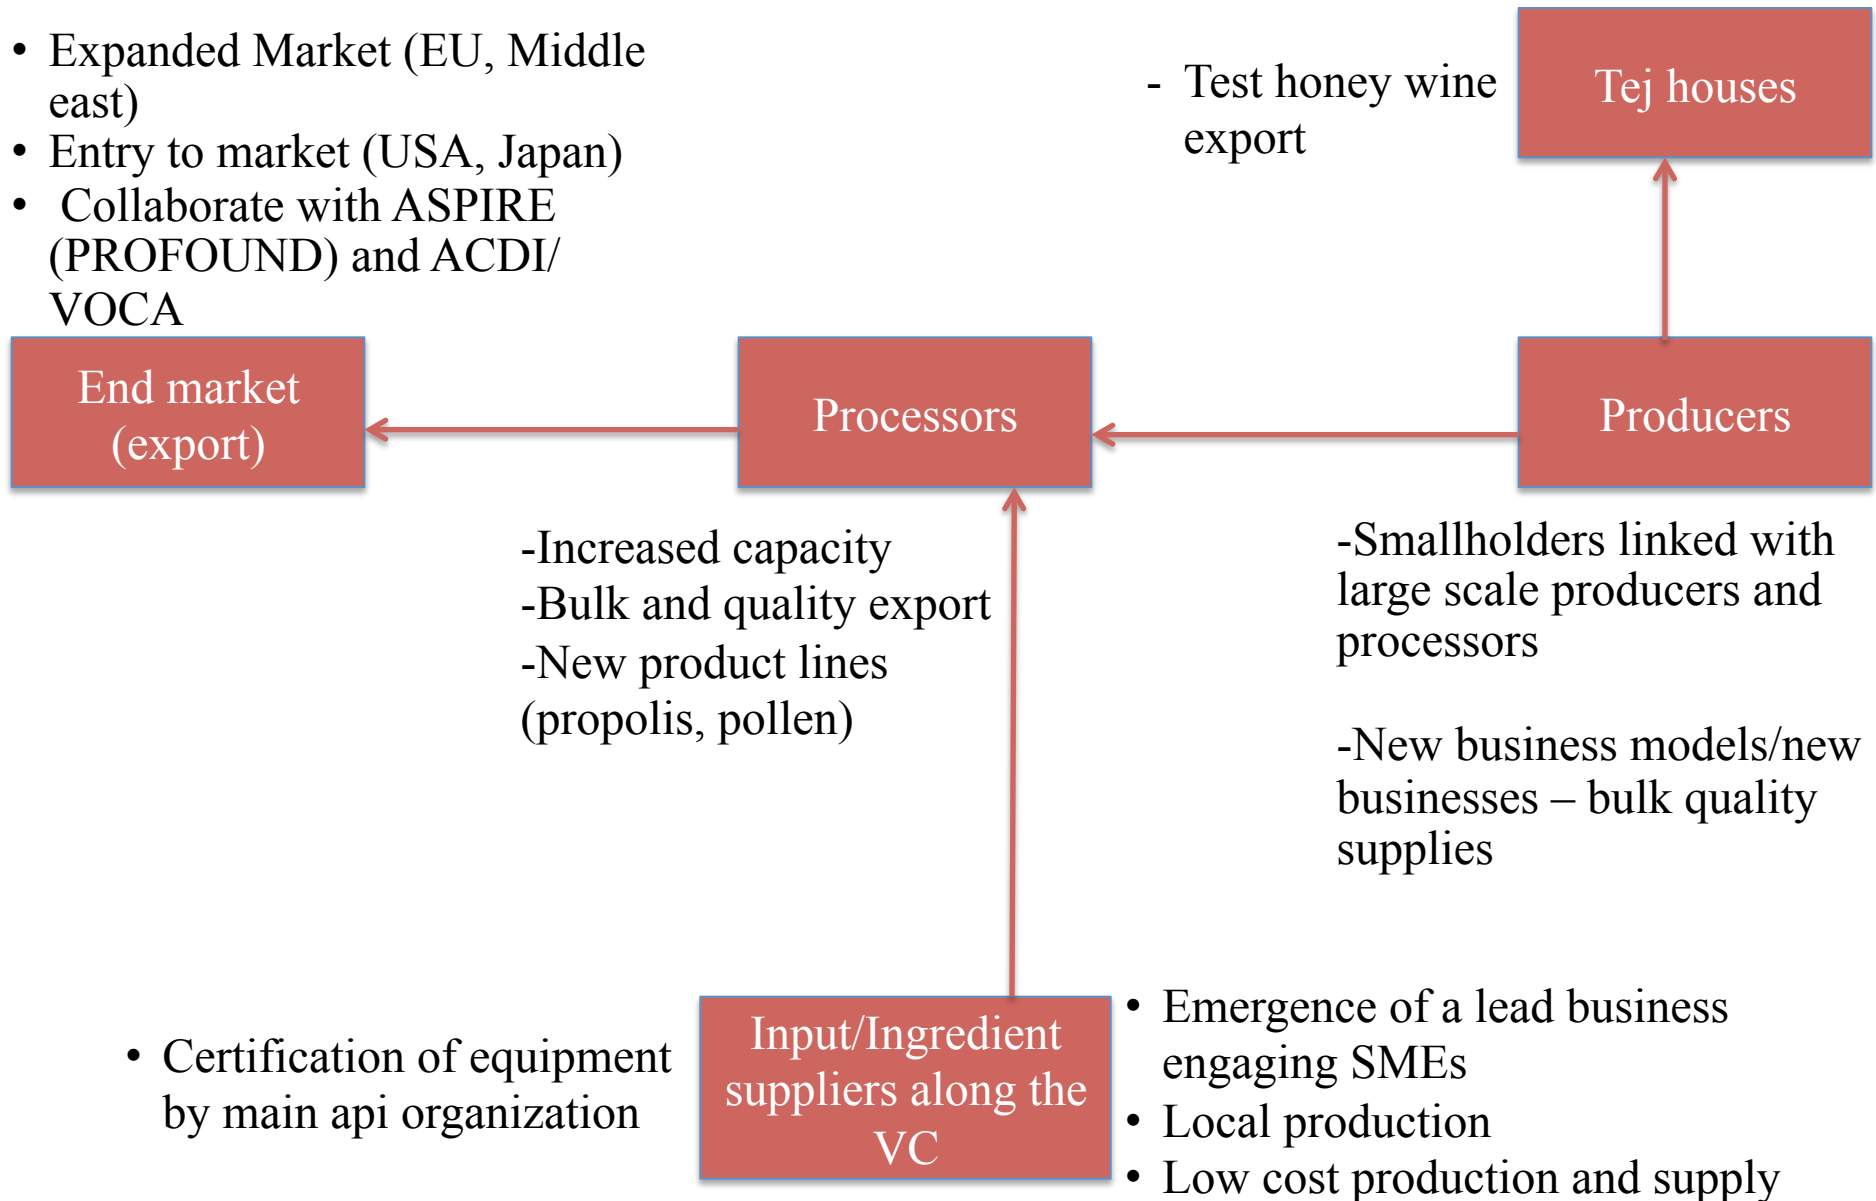 • Expanded Market (EU, Middle
east)
• Entry to market (USA, Japan)
• Collaborate with ASPIRE
(PROFOUND) and ACDI/
VOCA
- Test honey wine
export
Tej houses
End market
(export)
Processors
Producers
-Increased capacity
-Bulk and quality export
-New product lines
(propolis, pollen)
-Smallholders linked with
large scale producers and
processors
-New business models/new
businesses – bulk quality
supplies
• Certification of equipment
by main api organization
Input/Ingredient
suppliers along the
VC
• Emergence of a lead business
engaging SMEs
• Local production
• Low cost production and supply